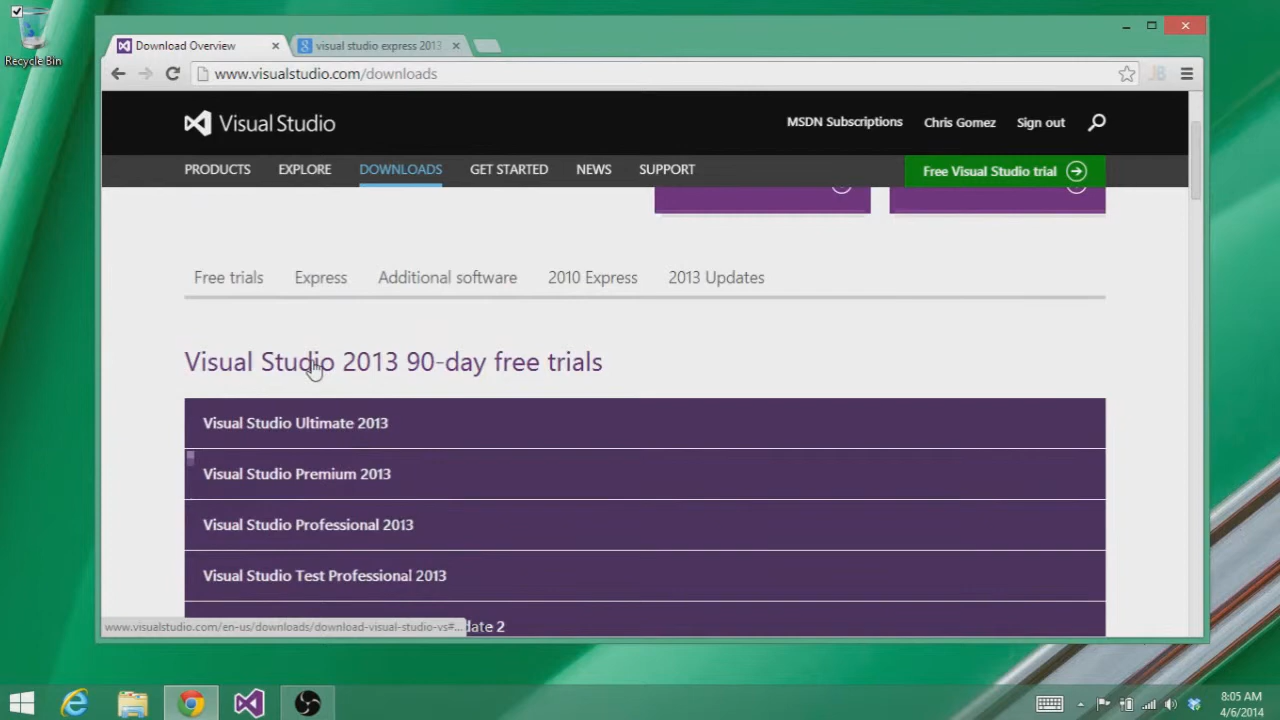 Recycle Bin
Download Overview
visual studio express 2013
www.visualstudio.com/downloads
Visual Studio
MSDN Subscriptions
Chris Gomez
Sign out
PRODUCTS
EXPLORE
DOWNLOADS
GET STARTED
NEWS
SUPPORT
Free Visual Studio trial
Free trials
Express
Additional software
2010 Express
2013 Updates
Visual Studio 2013 90-day free trials
Visual Studio Ultimate 2013
Visual Studio Premium 2013
Visual Studio Professional 2013
Visual Studio Test Professional 2013
www.visualstudio.com/en-us/downloads/download-visual-studio-vs#...
date 2
8:05 AM
4/6/2014